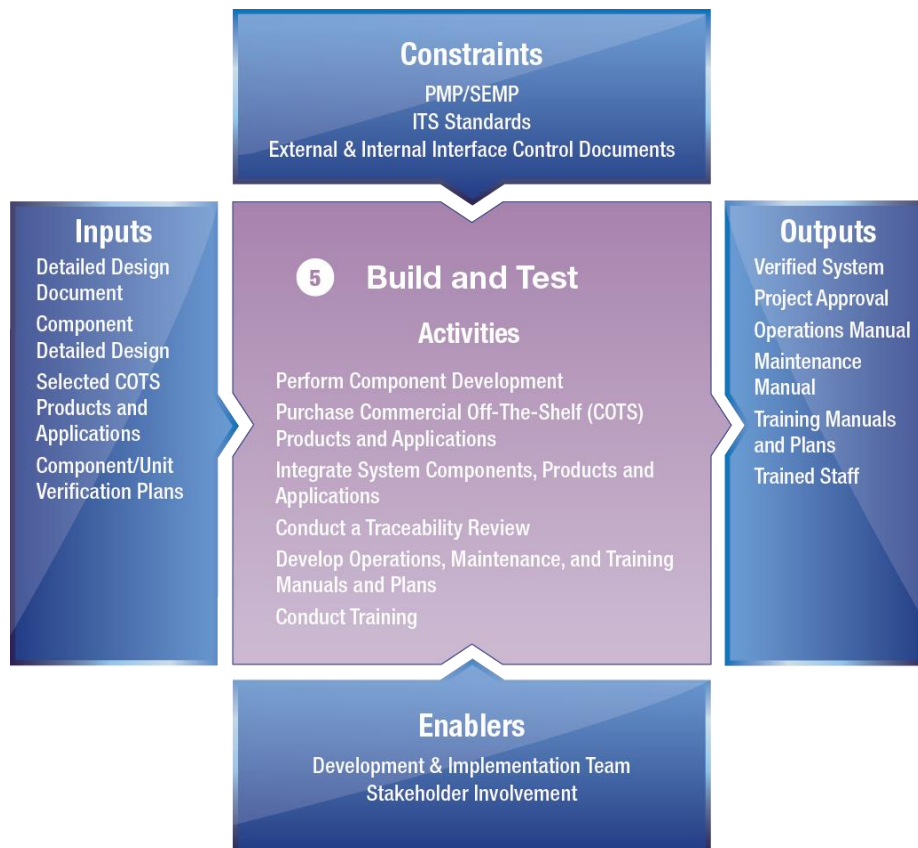 Constraints
PMP/SEMP
ITS Standards
External & Internal Interface Control Documents
Inputs
Detailed Design
Document
Component
Detailed Design
Selected COTS
Products and
Applications
Component/Unit
Verification Plans
5 Build and Test
Activities
Perform Component Development
Purchase Commercial Off-The-Shelf (COTS)
Products and Applications
Integrate System Components, Products and
Applications
Conduct a Traceability Review
Develop Operations, Maintenance, and Training
Manuals and Plans
Conduct Training
Outputs
Verified System
Project Approval
Operations Manual
Maintenance
Manual
Training Manuals
and Plans
Trained Staff
Enablers
Development & Implementation Team
Stakeholder Involvement